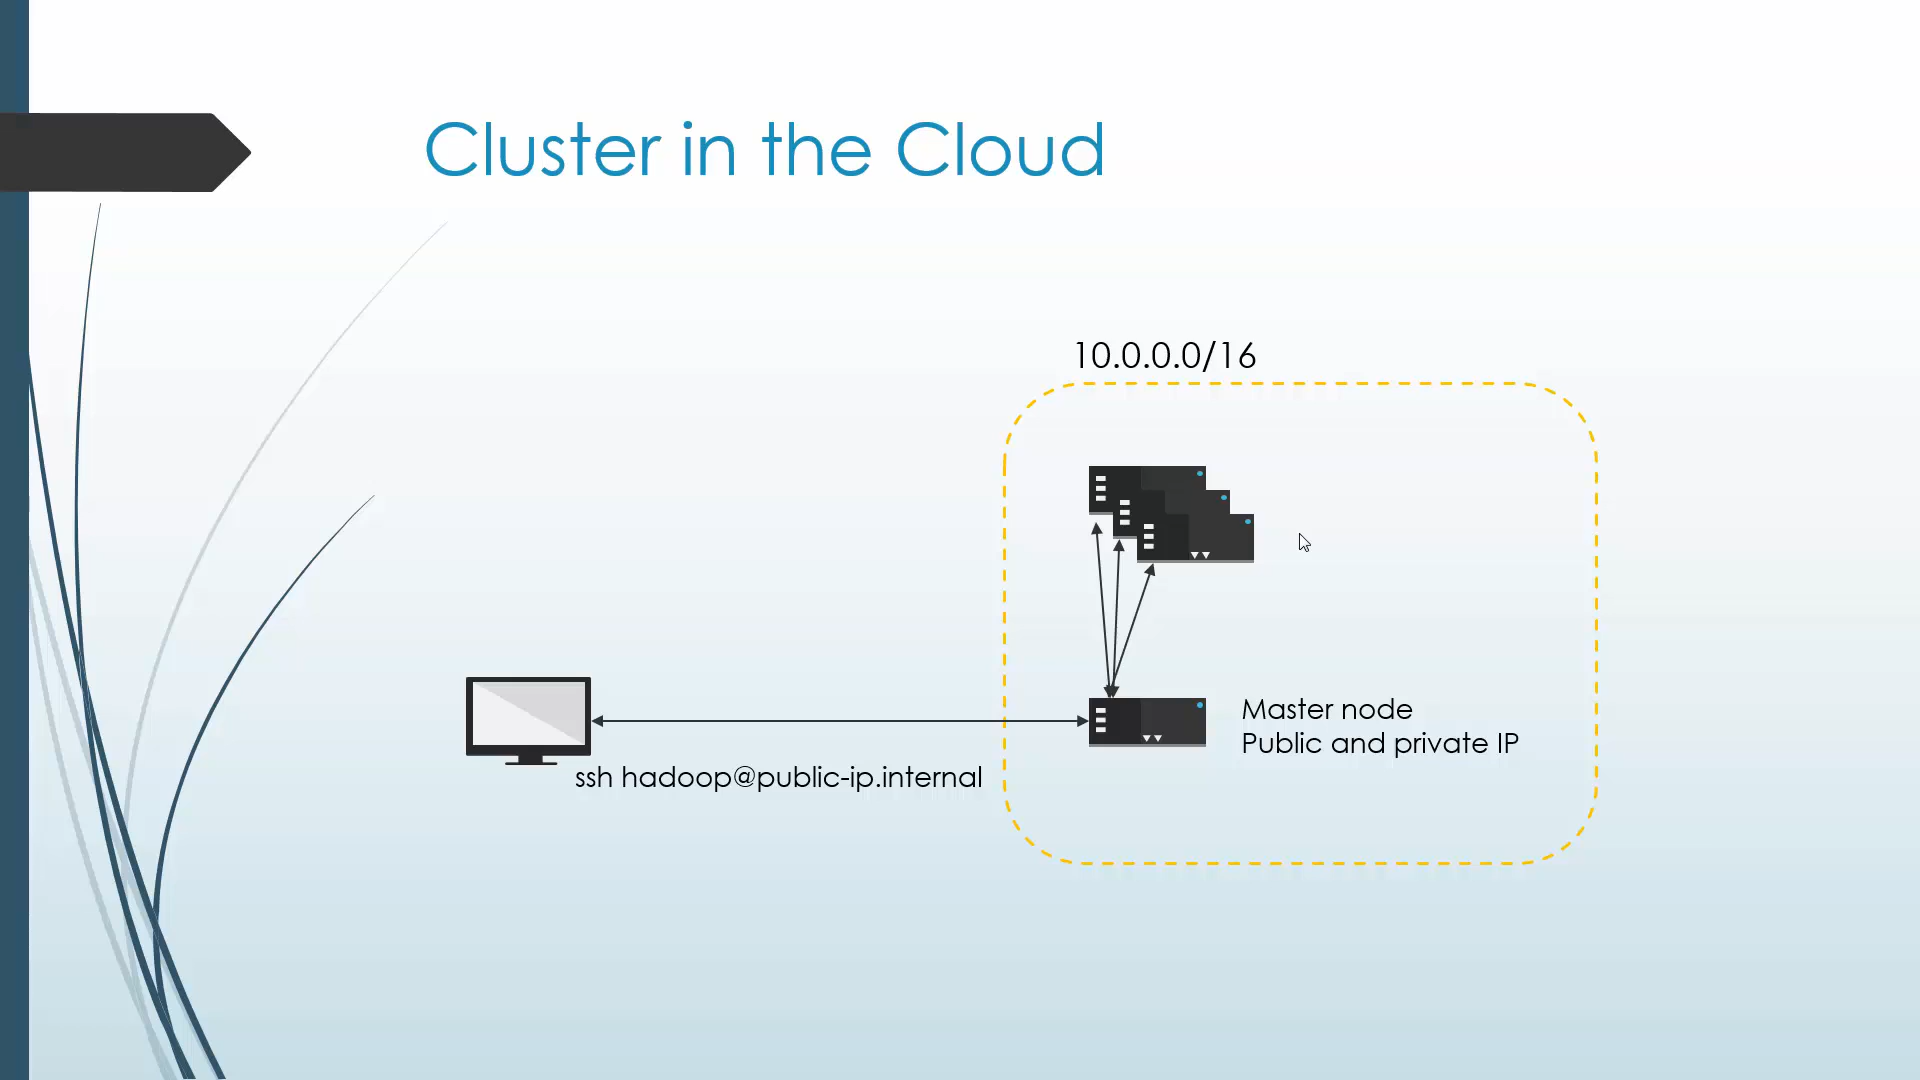 Cluster in the Cloud
10.0.0.0/16
Master node
Public and private IP
ssh hadoop@public-ip.internal